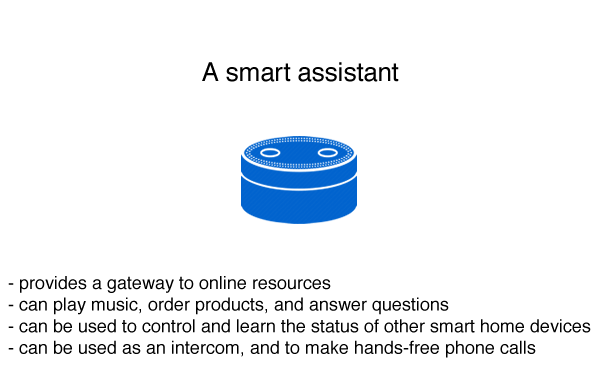 A smart assistant
- provides a gateway to online resources
- can play music, order products, and answer questions
- can be used to control and learn the status of other smart home devices
- can be used as an intercom, and to make hands-free phone calls